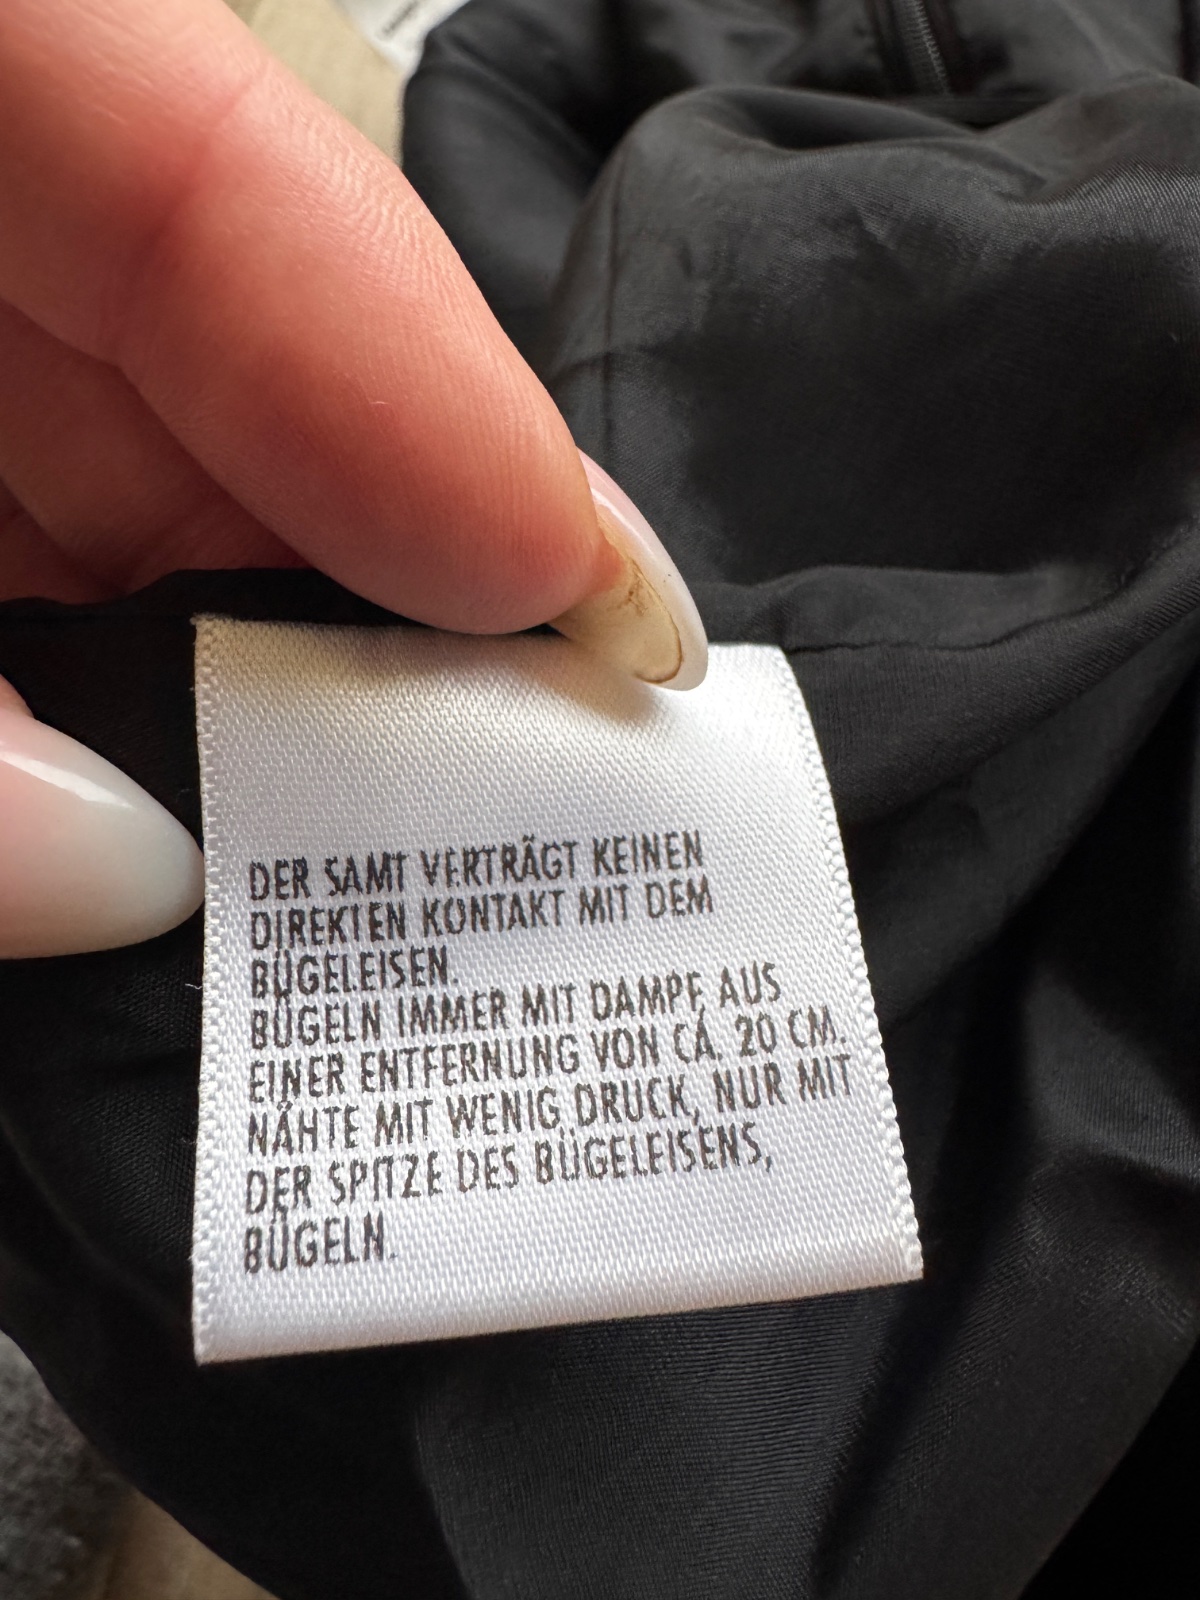 DER SAMT VERTRÄGT KEINEN
DIREKTEN KONTAKT MIT DEM
BÜGELEISEN.
BÜGELN IMMER MIT DAMPF AUS
EINER ENTFERNUNG VON CA. 20 CM.
NÄHTE MIT WENIG DRUCK, NUR MIT
DER SPITZE DES BÜGELEISENS,
BÜGELN.